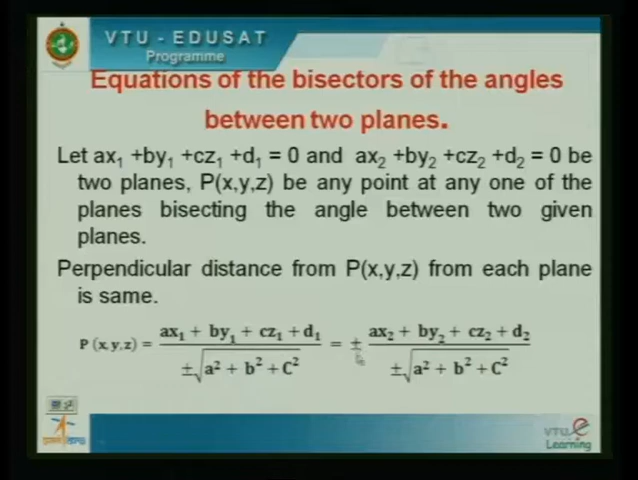 VTU - EDUSAT
Programme
Equations of the bisectors of the angles
between two planes.
Let ax₁ +by₁ +cz₁ +d₁ = 0 and ax₂ +by₂ +cz₂ +d₂ = 0 be
two planes, P(x,y,z) be any point at any one of the
planes bisecting the angle between two given
planes.
Perpendicular distance from P(x,y,z) from each plane
is same.
P (x,y,z) = (ax₁ + by₁ + cz₁ + d₁) / (±√(a² + b² + C²)) = ± (ax₂ + by₂ + cz₂ + d₂) / (±√(a² + b² + C²))
VTU e
Learning